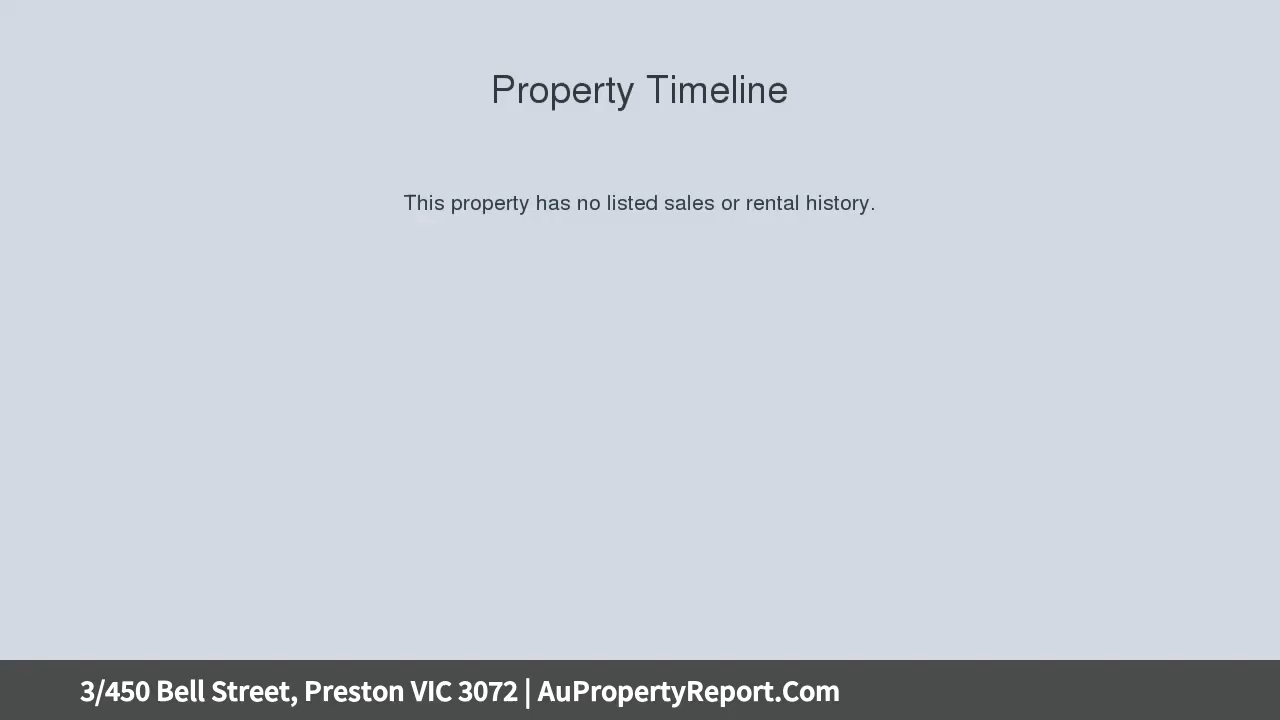 Property Timeline
This property has no listed sales or rental history.
3/450 Bell Street, Preston VIC 3072 | AuPropertyReport.Com